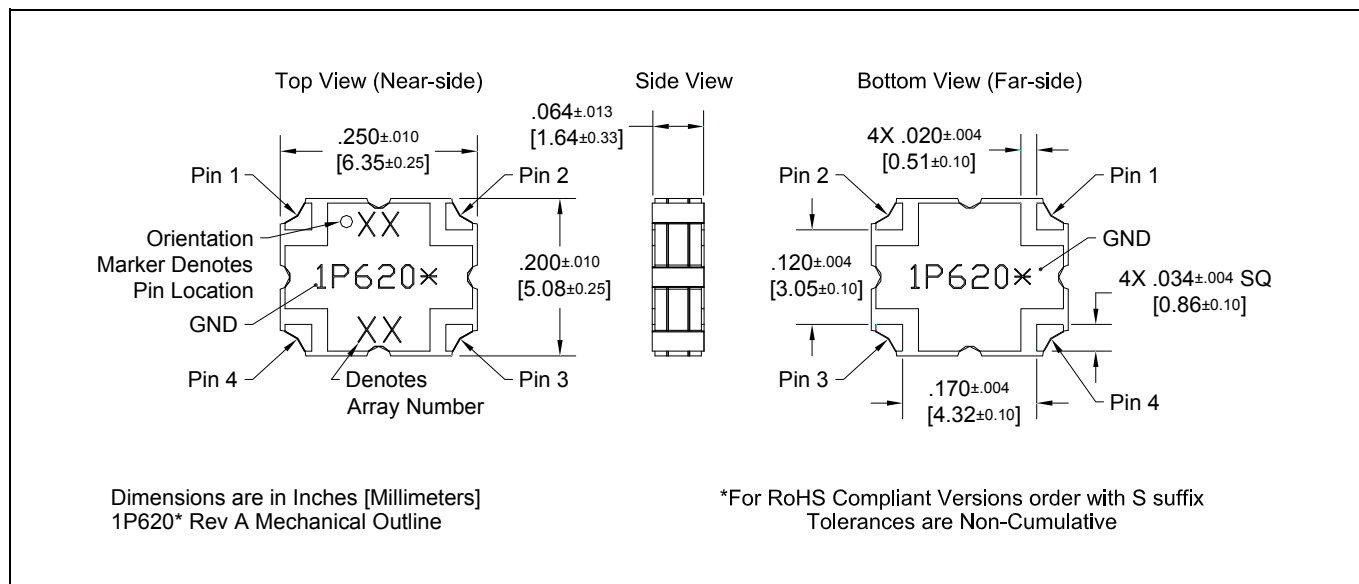 Top View (Near-side)
Side View
Bottom View (Far-side)
.250±.010
[6.35±0.25]
.064±.013
[1.64±0.33]
4X .020±.004
[0.51±0.10]
Pin 1
Pin 2
Pin 2
Pin 1
Orientation
Marker Denotes
Pin Location
GND
XX
1P620*
XX
.200±.010
[5.08±0.25]
Pin 4
Denotes
Array Number
Pin 3
.120±.004
[3.05±0.10]
1P620*
GND
4X .034±.004 SQ
[0.86±0.10]
Pin 3
.170±.004
[4.32±0.10]
Pin 4
Dimensions are in Inches [Millimeters]
1P620* Rev A Mechanical Outline
*For RoHS Compliant Versions order with S suffix
Tolerances are Non-Cumulative